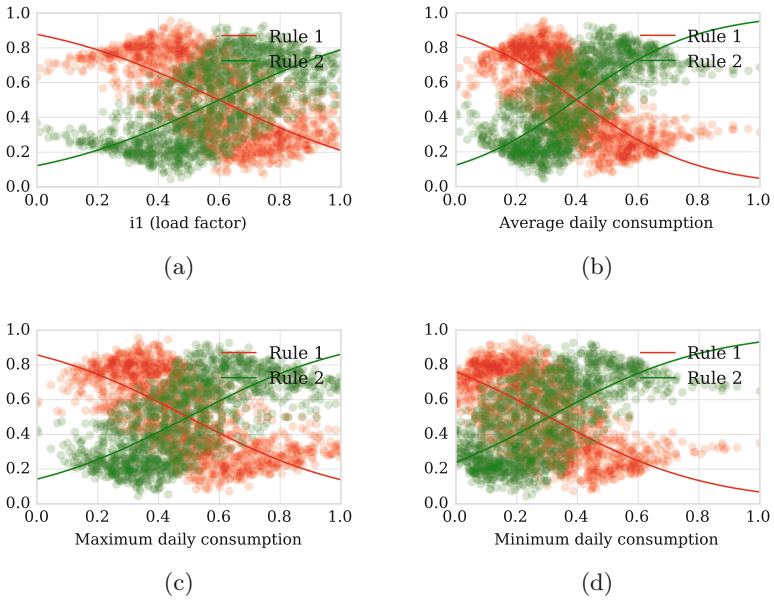 1.0
0.8
0.6
0.4
0.2
0.0
0.0 0.2 0.4 0.6 0.8 1.0
Rule 1
Rule 2
i1 (load factor)
(a)
1.0
0.8
0.6
0.4
0.2
0.0
0.0 0.2 0.4 0.6 0.8 1.0
Rule 1
Rule 2
Average daily consumption
(b)
1.0
0.8
0.6
0.4
0.2
0.0
0.0 0.2 0.4 0.6 0.8 1.0
Rule 1
Rule 2
Maximum daily consumption
(c)
1.0
0.8
0.6
0.4
0.2
0.0
0.0 0.2 0.4 0.6 0.8 1.0
Rule 1
Rule 2
Minimum daily consumption
(d)